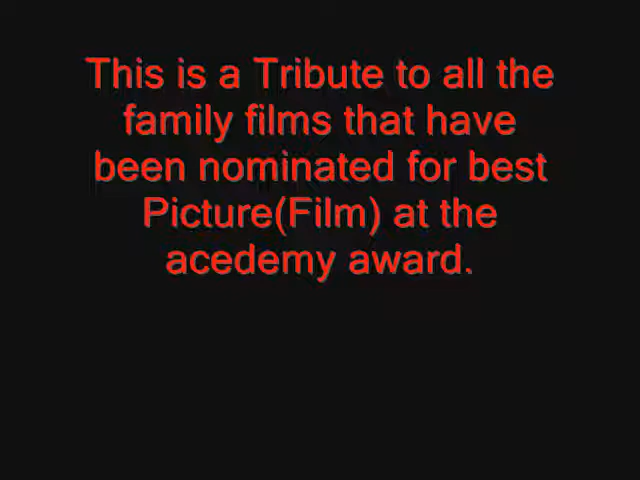 This is a Tribute to all the
family films that have
been nominated for best
Picture(Film) at the
acedemy award.